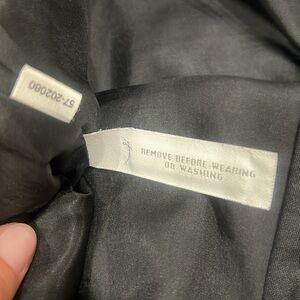 57-202080
REMOVE BEFORE WEARING
OR WASHING